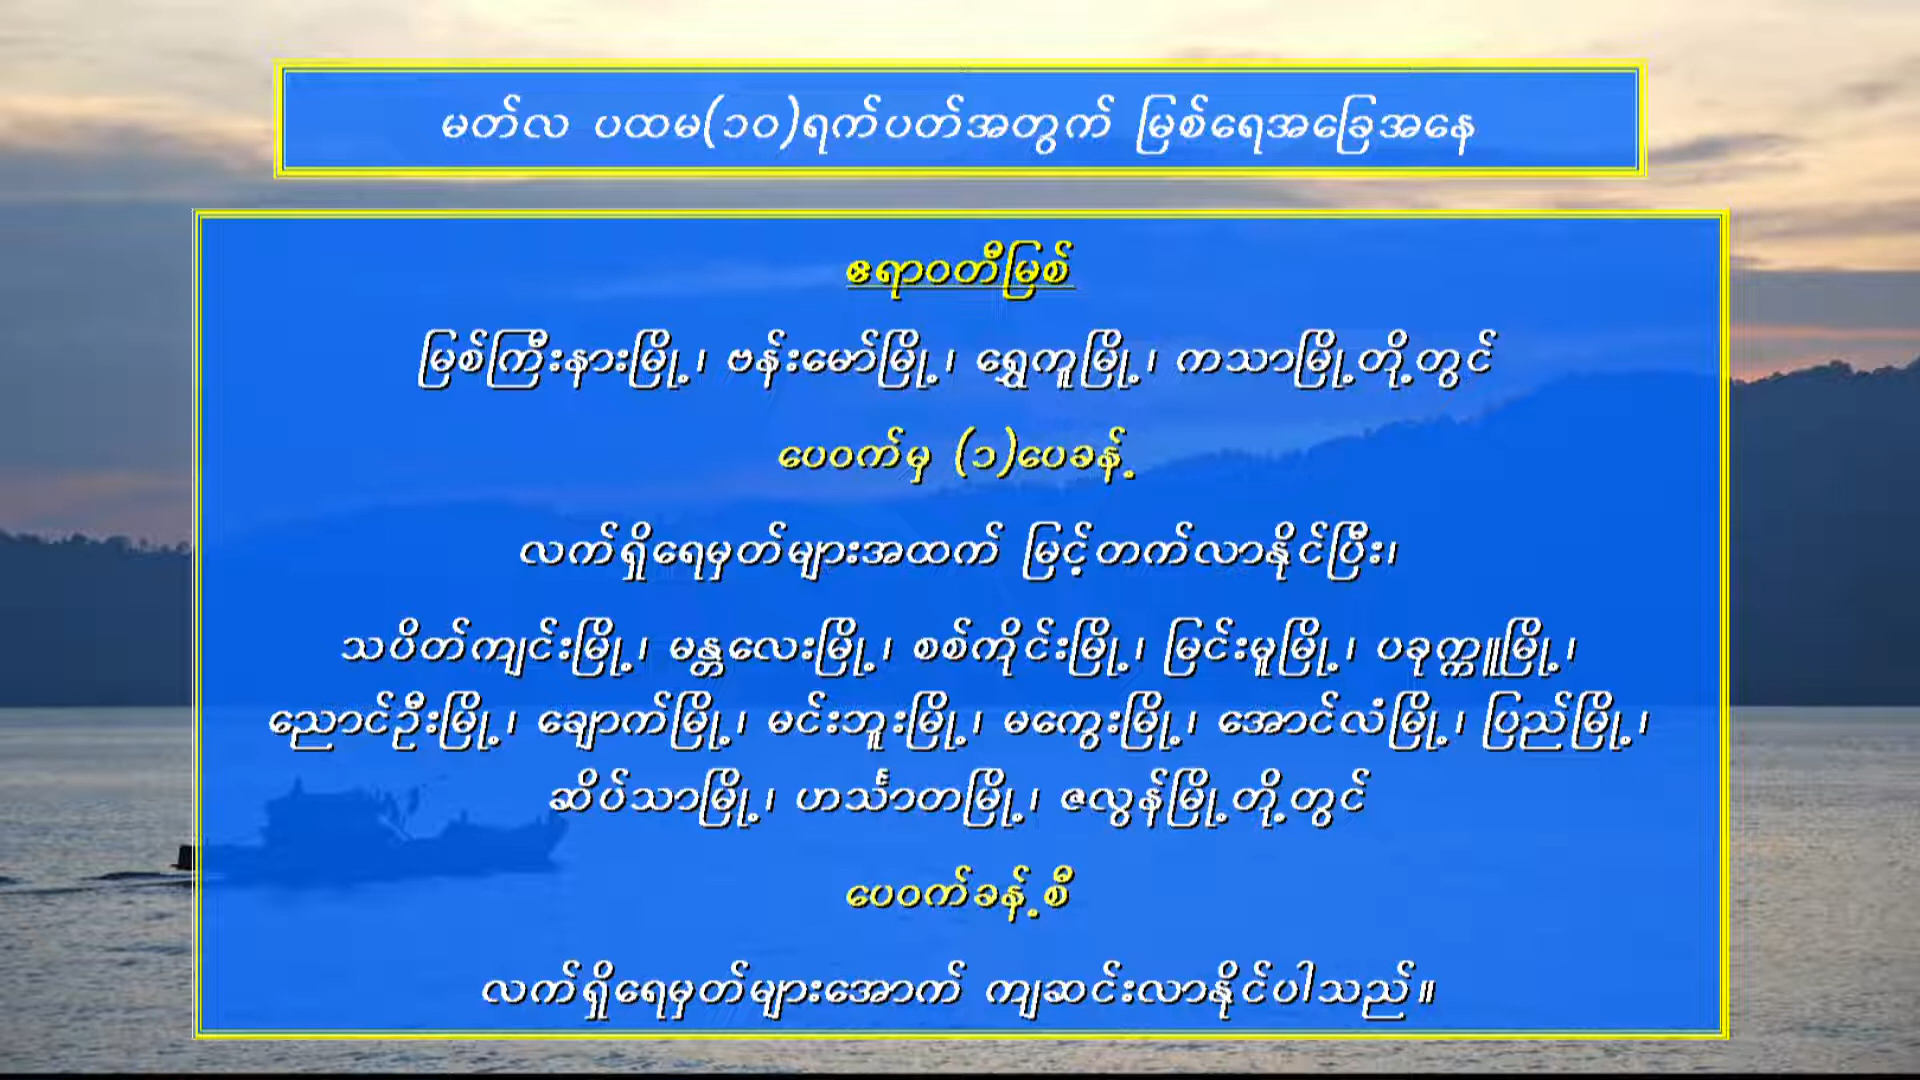 မတ်လ ပထမ(၁၀)ရက်ပတ်အတွက် မြစ်ရေအခြေအနေ
ဧရာဝတီမြစ်
မြစ်ကြီးနားမြို့၊ ဗန်းမော်မြို့၊ ရွှေကူမြို့၊ ကသာမြို့တို့တွင်
ပေဝက်မှ (၁)ပေခန့်
လက်ရှိရေမှတ်များအထက် မြင့်တက်လာနိုင်ပြီး၊
သပိတ်ကျင်းမြို့၊ မန္တလေးမြို့၊ စစ်ကိုင်းမြို့၊ မြင်းမူမြို့၊ ပခုက္ကူမြို့၊
ညောင်ဦးမြို့၊ ချောက်မြို့၊ မင်းဘူးမြို့၊ မကွေးမြို့၊ အောင်လံမြို့၊ ပြည်မြို့၊
ဆိပ်သာမြို့၊ ဟင်္သာတမြို့၊ ဇလွန်မြို့တို့တွင်
ပေဝက်ခန့်စီ
လက်ရှိရေမှတ်များအောက် ကျဆင်းလာနိုင်ပါသည်။